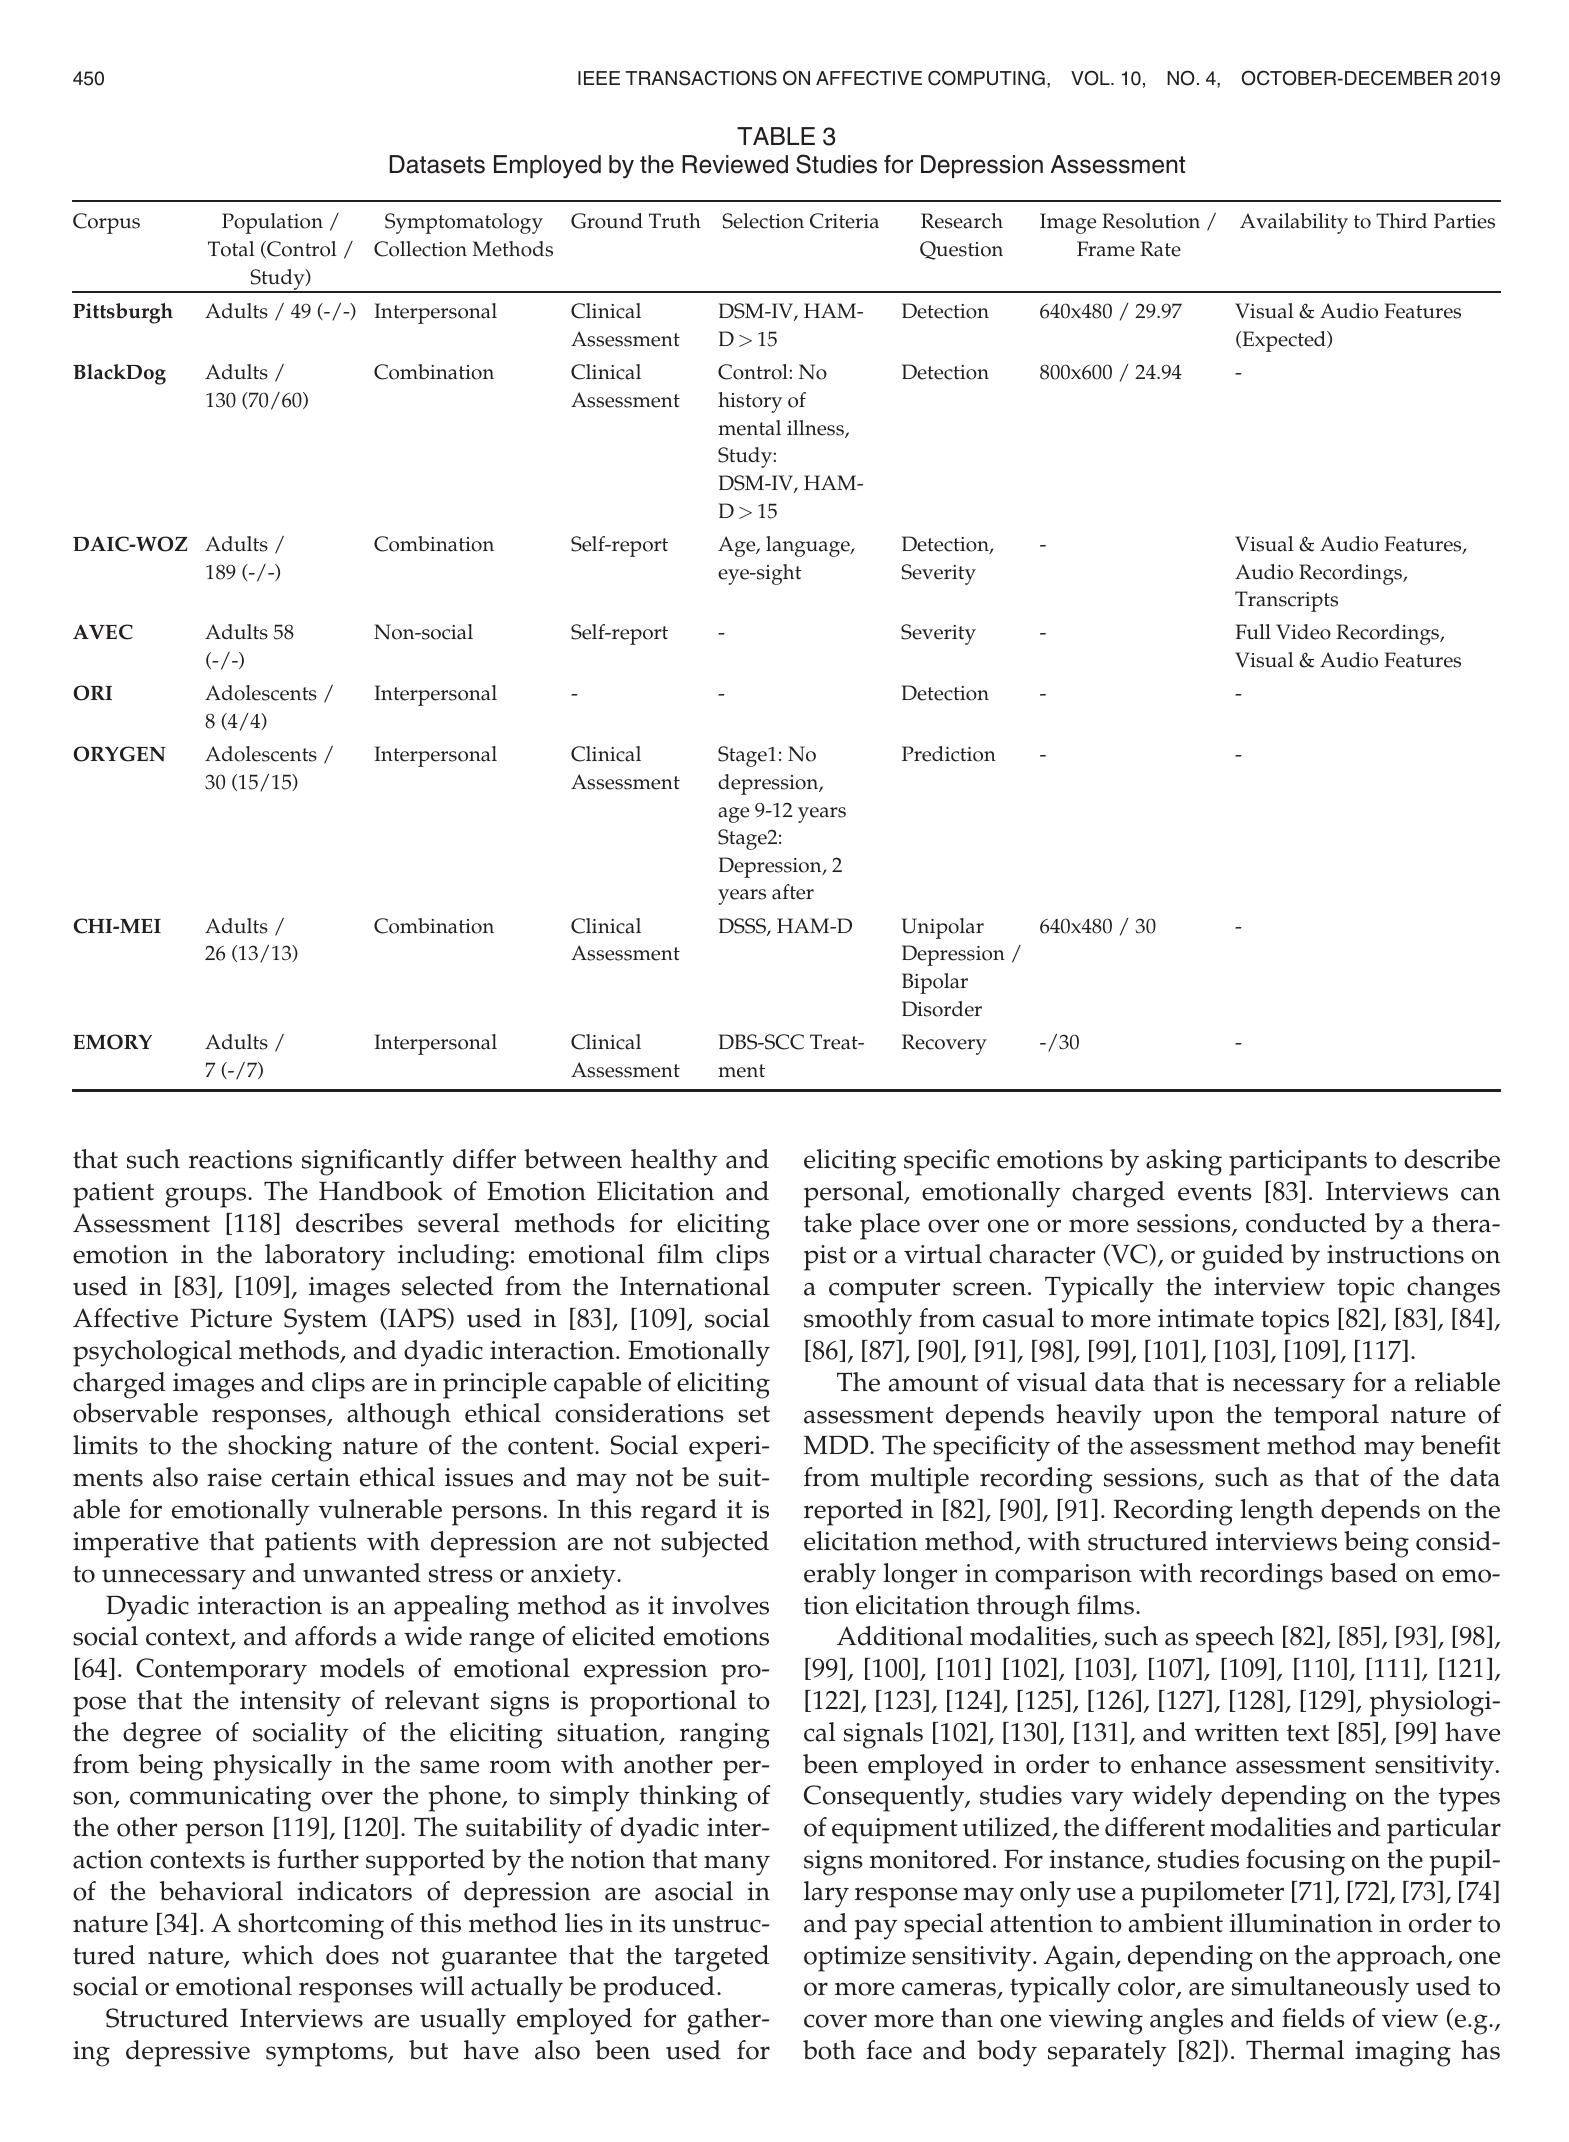 450
IEEE TRANSACTIONS ON AFFECTIVE COMPUTING, VOL. 10, NO. 4, OCTOBER-DECEMBER 2019
TABLE 3
Datasets Employed by the Reviewed Studies for Depression Assessment
Corpus Population / Symptomatology Ground Truth Selection Criteria Research Image Resolution / Availability to Third Parties
Total (Control / Collection Methods Question Frame Rate
Study)
Pittsburgh Adults / 49 (-/-) Interpersonal Clinical DSM-IV, HAM- Detection 640x480 / 29.97 Visual & Audio Features
Assessment D > 15 (Expected)
BlackDog Adults / Combination Clinical Control: No Detection 800x600 / 24.94 -
130 (70/60) Assessment history of
mental illness,
Study:
DSM-IV, HAM-
D > 15
DAIC-WOZ Adults / Combination Self-report Age, language, Detection, - Visual & Audio Features,
189 (-/-) eye-sight Severity Audio Recordings,
Transcripts
AVEC Adults 58 Non-social Self-report - Severity - Full Video Recordings,
(-/-) Visual & Audio Features
ORI Adolescents / Interpersonal - - Detection - -
8 (4/4)
ORYGEN Adolescents / Interpersonal Clinical Stage1: No Prediction - -
30 (15/15) Assessment depression,
age 9-12 years
Stage2:
Depression, 2
years after
CHI-MEI Adults / Combination Clinical DSSS, HAM-D Unipolar 640x480 / 30 -
26 (13/13) Assessment Depression /
Bipolar
Disorder
EMORY Adults / Interpersonal Clinical DBS-SCC Treat- Recovery -/30 -
7 (-/7) Assessment ment
that such reactions significantly differ between healthy and
patient groups. The Handbook of Emotion Elicitation and
Assessment [118] describes several methods for eliciting
emotion in the laboratory including: emotional film clips
used in [83], [109], images selected from the International
Affective Picture System (IAPS) used in [83], [109], social
psychological methods, and dyadic interaction. Emotionally
charged images and clips are in principle capable of eliciting
observable responses, although ethical considerations set
limits to the shocking nature of the content. Social experi-
ments also raise certain ethical issues and may not be suit-
able for emotionally vulnerable persons. In this regard it is
imperative that patients with depression are not subjected
to unnecessary and unwanted stress or anxiety.
Dyadic interaction is an appealing method as it involves
social context, and affords a wide range of elicited emotions
[64]. Contemporary models of emotional expression pro-
pose that the intensity of relevant signs is proportional to
the degree of sociality of the eliciting situation, ranging
from being physically in the same room with another per-
son, communicating over the phone, to simply thinking of
the other person [119], [120]. The suitability of dyadic inter-
action contexts is further supported by the notion that many
of the behavioral indicators of depression are asocial in
nature [34]. A shortcoming of this method lies in its unstruc-
tured nature, which does not guarantee that the targeted
social or emotional responses will actually be produced.
Structured Interviews are usually employed for gather-
ing depressive symptoms, but have also been used for
eliciting specific emotions by asking participants to describe
personal, emotionally charged events [83]. Interviews can
take place over one or more sessions, conducted by a thera-
pist or a virtual character (VC), or guided by instructions on
a computer screen. Typically the interview topic changes
smoothly from casual to more intimate topics [82], [83], [84],
[86], [87], [90], [91], [98], [99], [101], [103], [109], [117].
The amount of visual data that is necessary for a reliable
assessment depends heavily upon the temporal nature of
MDD. The specificity of the assessment method may benefit
from multiple recording sessions, such as that of the data
reported in [82], [90], [91]. Recording length depends on the
elicitation method, with structured interviews being consid-
erably longer in comparison with recordings based on emo-
tion elicitation through films.
Additional modalities, such as speech [82], [85], [93], [98],
[99], [100], [101] [102], [103], [107], [109], [110], [111], [121],
[122], [123], [124], [125], [126], [127], [128], [129], physiologi-
cal signals [102], [130], [131], and written text [85], [99] have
been employed in order to enhance assessment sensitivity.
Consequently, studies vary widely depending on the types
of equipment utilized, the different modalities and particular
signs monitored. For instance, studies focusing on the pupil-
lary response may only use a pupilometer [71], [72], [73], [74]
and pay special attention to ambient illumination in order to
optimize sensitivity. Again, depending on the approach, one
or more cameras, typically color, are simultaneously used to
cover more than one viewing angles and fields of view (e.g.,
both face and body separately [82]). Thermal imaging has